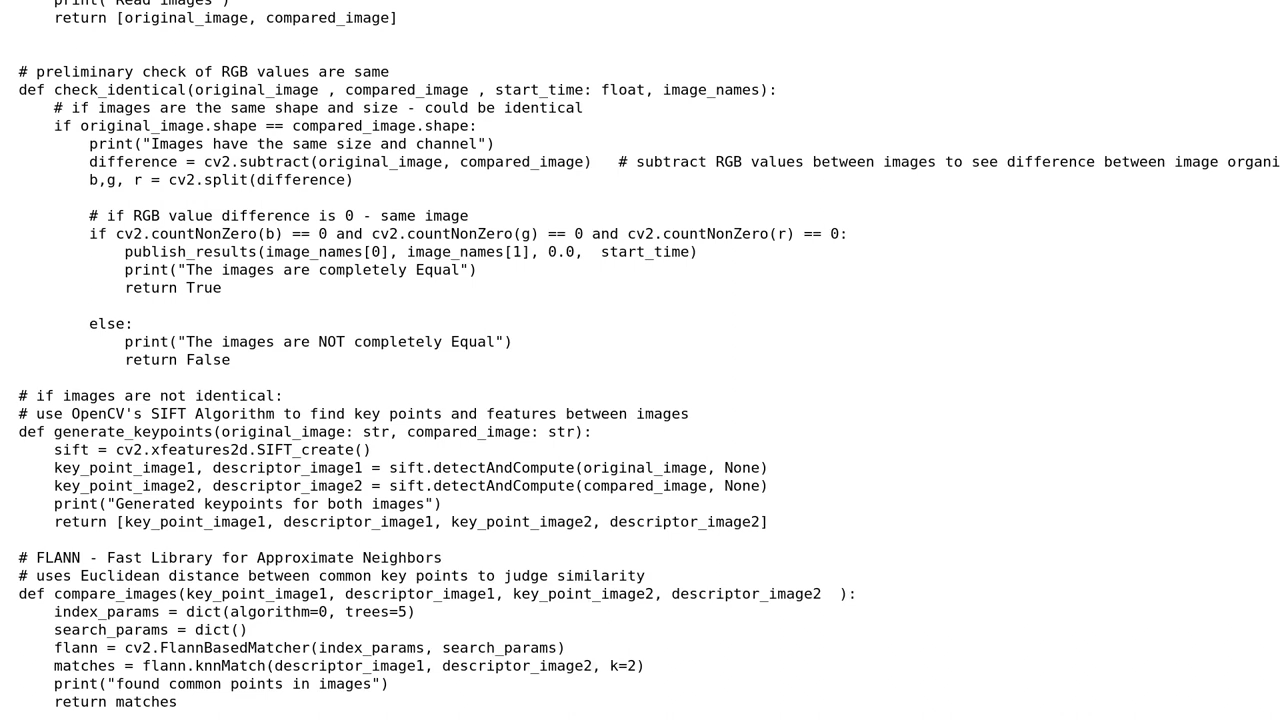 print("Read images")
return [original_image, compared_image]
# preliminary check of RGB values are same
def check_identical(original_image , compared_image , start_time: float, image_names):
# if images are the same shape and size - could be identical
if original_image.shape == compared_image.shape:
print("Images have the same size and channel")
difference = cv2.subtract(original_image, compared_image)   # subtract RGB values between images to see difference between image organi
b,g, r = cv2.split(difference)
# if RGB value difference is 0 - same image
if cv2.countNonZero(b) == 0 and cv2.countNonZero(g) == 0 and cv2.countNonZero(r) == 0:
publish_results(image_names[0], image_names[1], 0.0,  start_time)
print("The images are completely Equal")
return True
else:
print("The images are NOT completely Equal")
return False
# if images are not identical:
# use OpenCV's SIFT Algorithm to find key points and features between images
def generate_keypoints(original_image: str, compared_image: str):
sift = cv2.xfeatures2d.SIFT_create()
key_point_image1, descriptor_image1 = sift.detectAndCompute(original_image, None)
key_point_image2, descriptor_image2 = sift.detectAndCompute(compared_image, None)
print("Generated keypoints for both images")
return [key_point_image1, descriptor_image1, key_point_image2, descriptor_image2]
# FLANN - Fast Library for Approximate Neighbors
# uses Euclidean distance between common key points to judge similarity
def compare_images(key_point_image1, descriptor_image1, key_point_image2, descriptor_image2  ):
index_params = dict(algorithm=0, trees=5)
search_params = dict()
flann = cv2.FlannBasedMatcher(index_params, search_params)
matches = flann.knnMatch(descriptor_image1, descriptor_image2, k=2)
print("found common points in images")
return matches